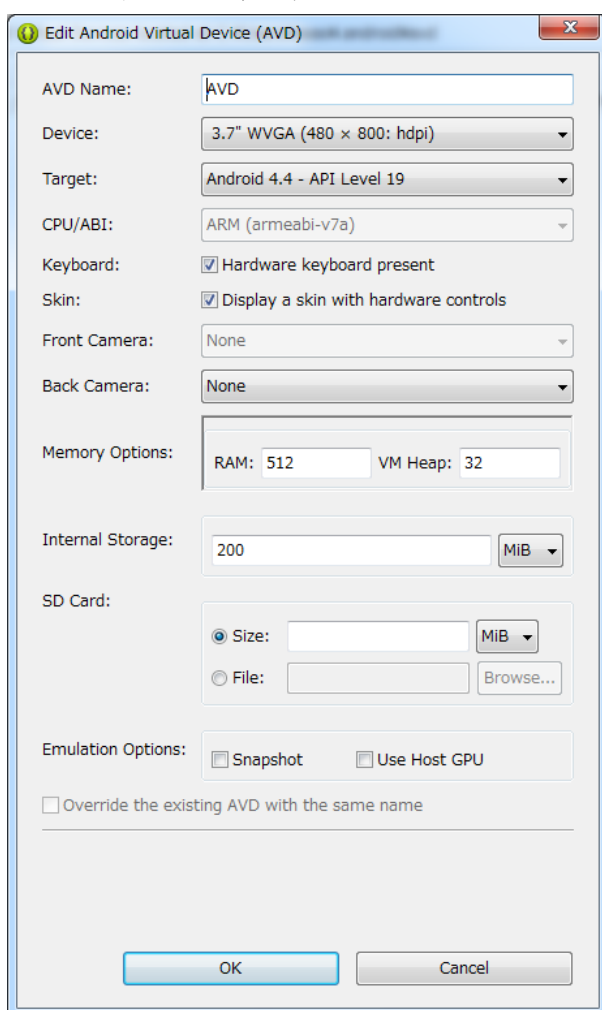 Edit Android Virtual Device (AVD)
AVD Name: AVD
Device: 3.7" WVGA (480 × 800: hdpi)
Target: Android 4.4 - API Level 19
CPU/ABI: ARM (armeabi-v7a)
Keyboard: Hardware keyboard present
Skin: Display a skin with hardware controls
Front Camera: None
Back Camera: None
Memory Options: RAM: 512 VM Heap: 32
Internal Storage: 200 MiB
SD Card:
Size: MiB
File: Browse...
Emulation Options: Snapshot Use Host GPU
Override the existing AVD with the same name
OK Cancel